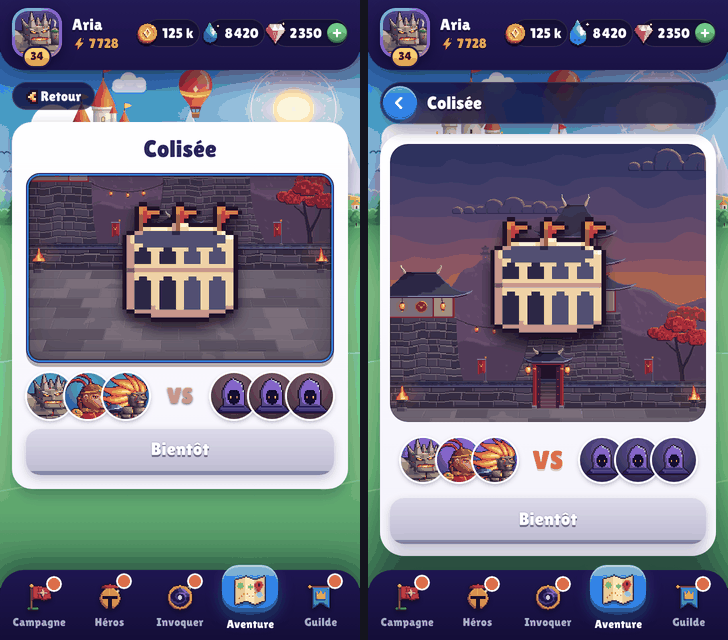 Aria
34
7728
125 k
8420
2350
Retour
Colisée
VS
Bientôt
Campagne
Héros
Invoquer
Aventure
Guilde
Aria
34
7728
125 k
8420
2350
Colisée
VS
Bientôt
Campagne
Héros
Invoquer
Aventure
Guilde